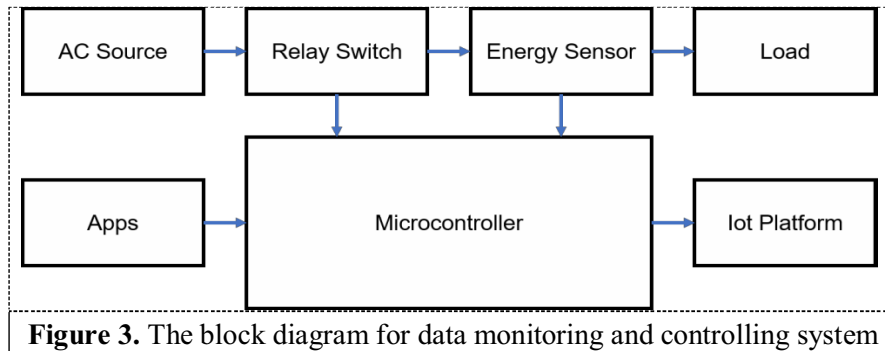 AC Source
Relay Switch
Energy Sensor
Load
Apps
Microcontroller
Iot Platform
Figure 3. The block diagram for data monitoring and controlling system